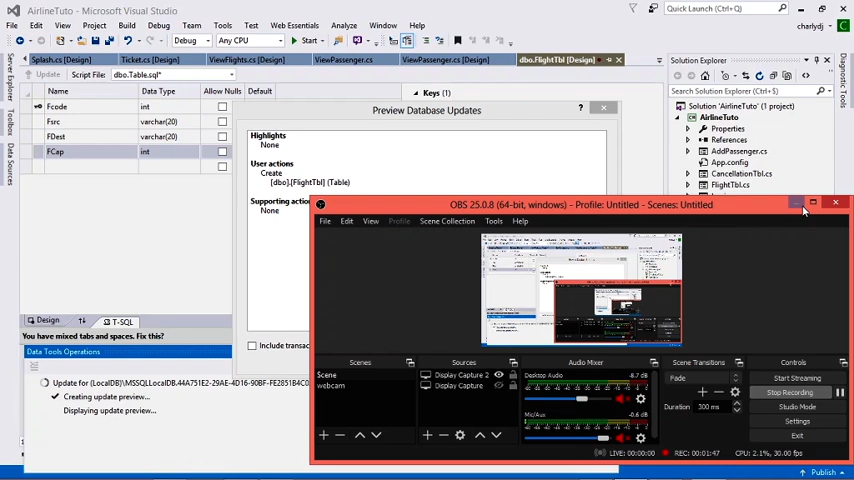 AirlineTuto - Microsoft Visual Studio
Quick Launch (Ctrl+Q)
File Edit View Project Build Debug Team Tools Test Web Essentials Analyze Window Help
charlydj
Debug Any CPU Start
Splash.cs [Design] Ticket.cs [Design] ViewFlights.cs [Design] ViewPassenger.cs ViewPassenger.cs [Design] dbo.FlightTbl [Design]
Solution Explorer
Update Script File: dbo.Table.sql*
Search Solution Explorer (Ctrl+;)
Name Data Type Allow Nulls Default
Keys (1)
Solution 'AirlineTuto' (1 project)
Fcode int
AirlineTuto
Fsrc varchar(20)
Properties
FDest varchar(20)
References
FCap int
AddPassenger.cs
App.config
CancellationTbl.cs
FlightTbl.cs
Server Explorer
Toolbox
Data Sources
Diagnostic Tools
Preview Database Updates
Highlights
None
User actions
Create
[dbo].[FlightTbl] (Table)
Supporting actio
None
Include transac
Design T-SQL
You have mixed tabs and spaces. Fix this?
Data Tools Operations
Update for (LocalDB)\MSSQLLocalDB.44A751E2-29AE-4D16-90BF-FE2851B4C0
Creating update preview...
Displaying update preview...
OBS 25.0.8 (64-bit, windows) - Profile: Untitled - Scenes: Untitled
File Edit View Profile Scene Collection Tools Help
Scenes Sources Audio Mixer Scene Transitions Controls
Scene
webcam
Display Capture 2
Display Capture
Desktop Audio -8.7 dB
Mic/Aux -0.6 dB
Fade
Duration 300 ms
Start Streaming
Stop Recording
Studio Mode
Settings
Exit
LIVE: 00:00:00 REC: 00:01:47 CPU: 2.1%, 30.00 fps
Publish